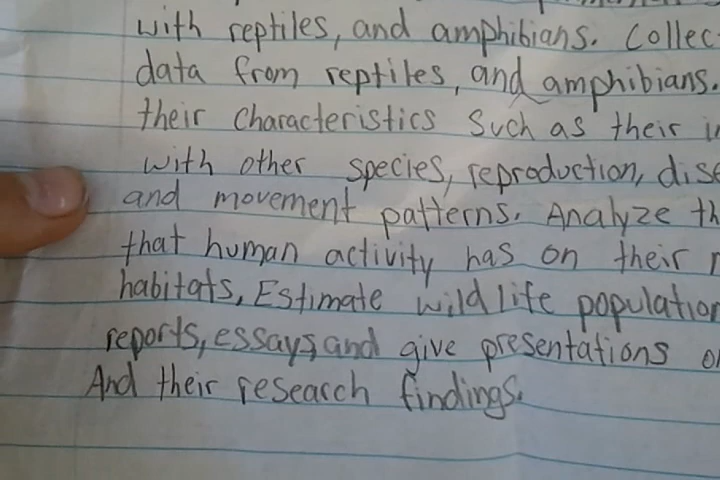 with reptiles, and amphibians. Collec
data from reptiles, and amphibians.
their characteristics such as their
with other species, reproduction, dise
and movement patterns. Analyze th
that human activity has on their
habitats, Estimate wildlife population
reports, essays, and give presentations
And their research findings.